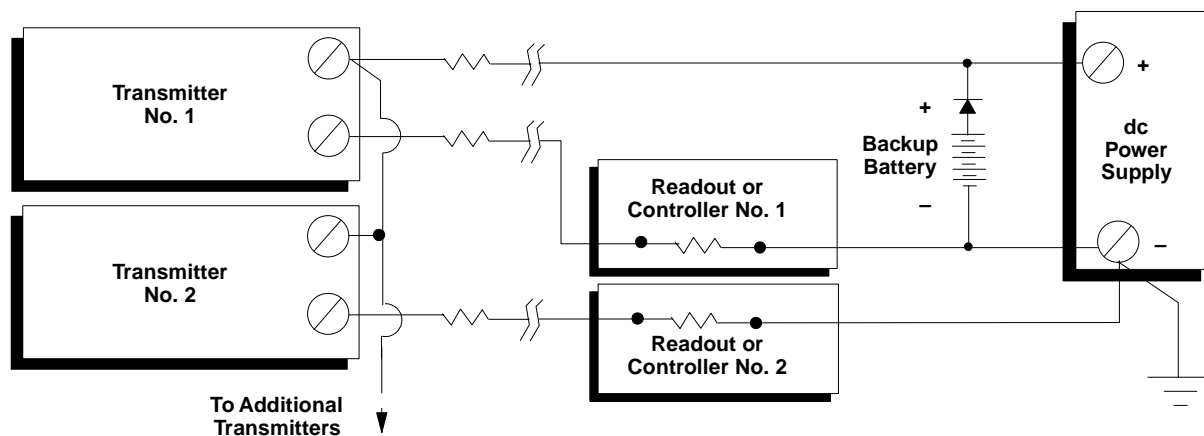 Transmitter
No. 1
+
Backup
Battery
–
+
dc
Power
Supply
–
Readout or
Controller No. 1
Transmitter
No. 2
Readout or
Controller No. 2
To Additional
Transmitters